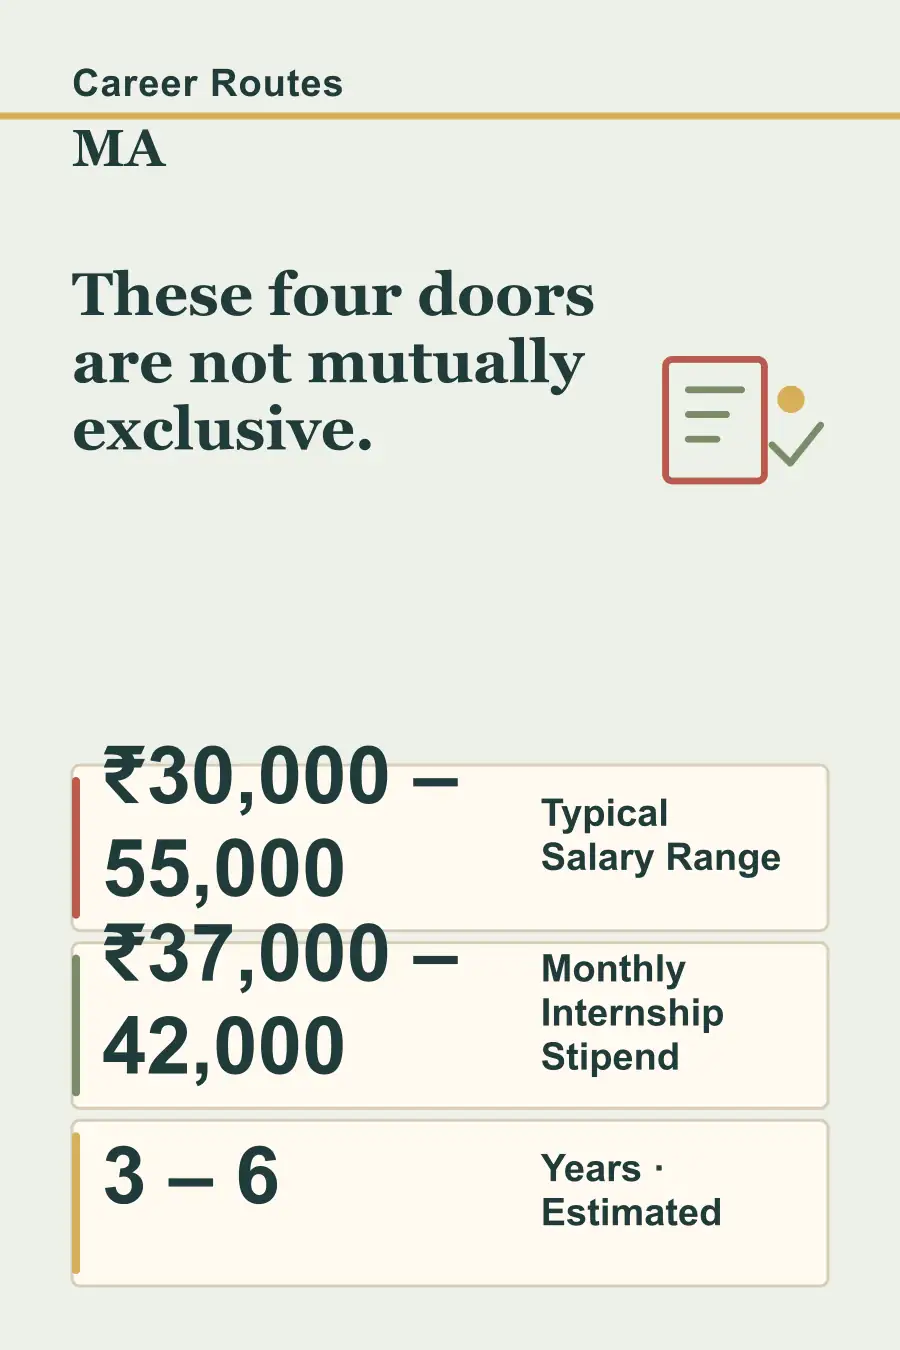 Career Routes
MA
These four doors
are not mutually
exclusive.
₹30,000 –
55,000
Typical
Salary Range
₹37,000 –
42,000
Monthly
Internship
Stipend
3 – 6
Years ·
Estimated